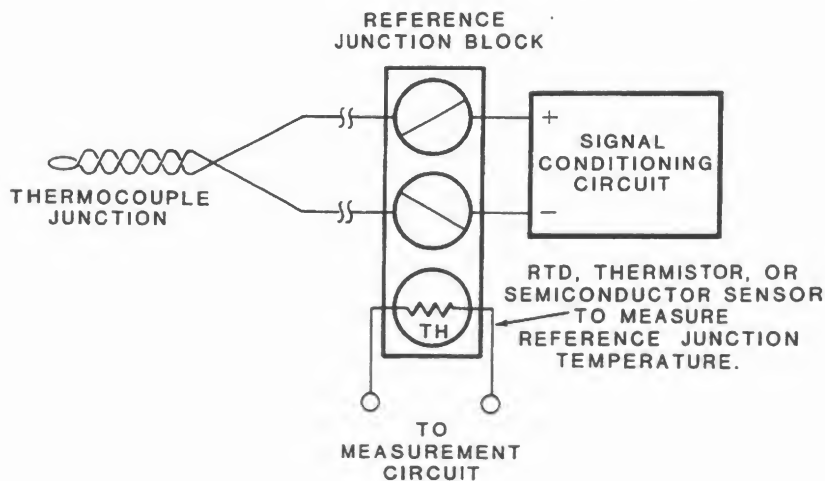 REFERENCE
JUNCTION BLOCK
+
SIGNAL
CONDITIONING
CIRCUIT
−
THERMOCOUPLE
JUNCTION
RTD, THERMISTOR, OR
SEMICONDUCTOR SENSOR
TO MEASURE
REFERENCE JUNCTION
TEMPERATURE.
TH
TO
MEASUREMENT
CIRCUIT